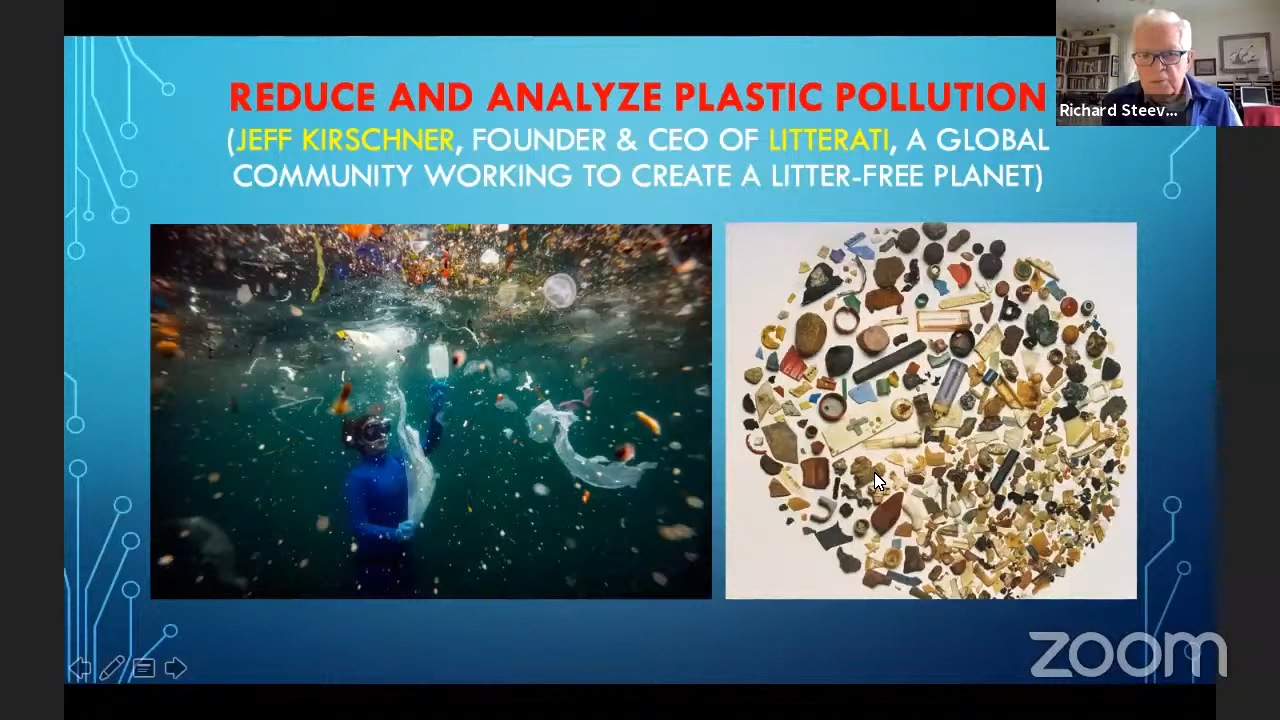 REDUCE AND ANALYZE PLASTIC POLLUTION
(JEFF KIRSCHNER, FOUNDER & CEO OF LITTERATI, A GLOBAL
COMMUNITY WORKING TO CREATE A LITTER-FREE PLANET)
Richard Steev...
zoom